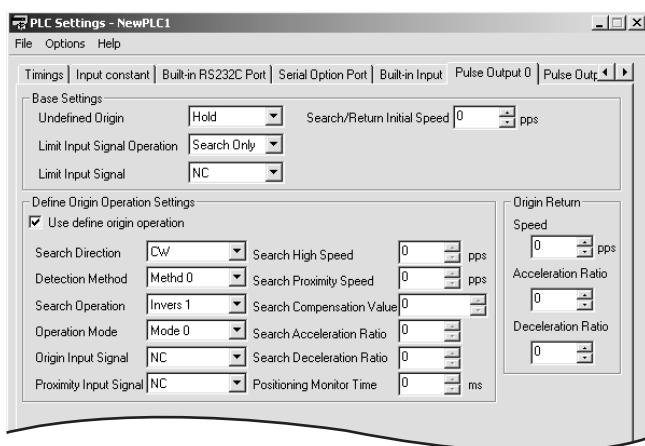 PLC Settings - NewPLC1
File Options Help
Timings Input constant Built-in RS232C Port Serial Option Port Built-in Input Pulse Output 0 Pulse Outp
Base Settings
Undefined Origin Hold Search/Return Initial Speed 0 pps
Limit Input Signal Operation Search Only
Limit Input Signal NC
Define Origin Operation Settings
Use define origin operation
Search Direction CW Search High Speed 0 pps
Detection Method Methd 0 Search Proximity Speed 0 pps
Search Operation Invers 1 Search Compensation Value 0
Operation Mode Mode 0 Search Acceleration Ratio 0
Origin Input Signal NC Search Deceleration Ratio 0
Proximity Input Signal NC Positioning Monitor Time 0 ms
Origin Return
Speed
0 pps
Acceleration Ratio
0
Deceleration Ratio
0